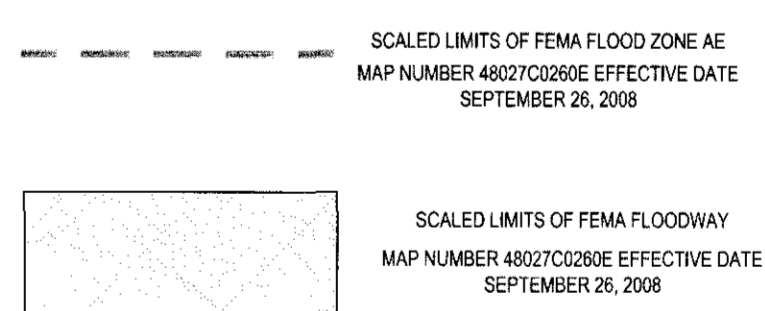 SCALED LIMITS OF FEMA FLOOD ZONE AE
MAP NUMBER 48027C0260E EFFECTIVE DATE
SEPTEMBER 26, 2008
SCALED LIMITS OF FEMA FLOODWAY
MAP NUMBER 48027C0260E EFFECTIVE DATE
SEPTEMBER 26, 2008